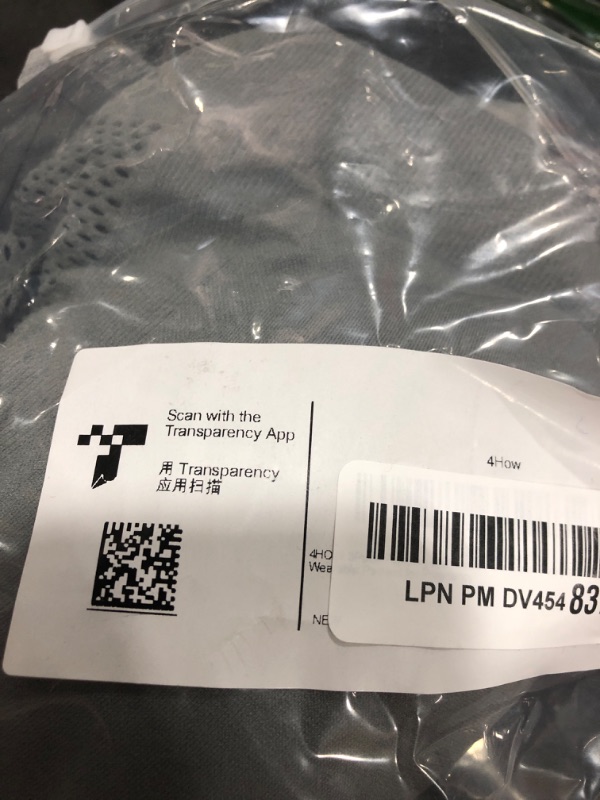 Scan with the
Transparency App
用 Transparency
应用扫描
4How
4HO
Wea
NE
LPN PM DV454 83